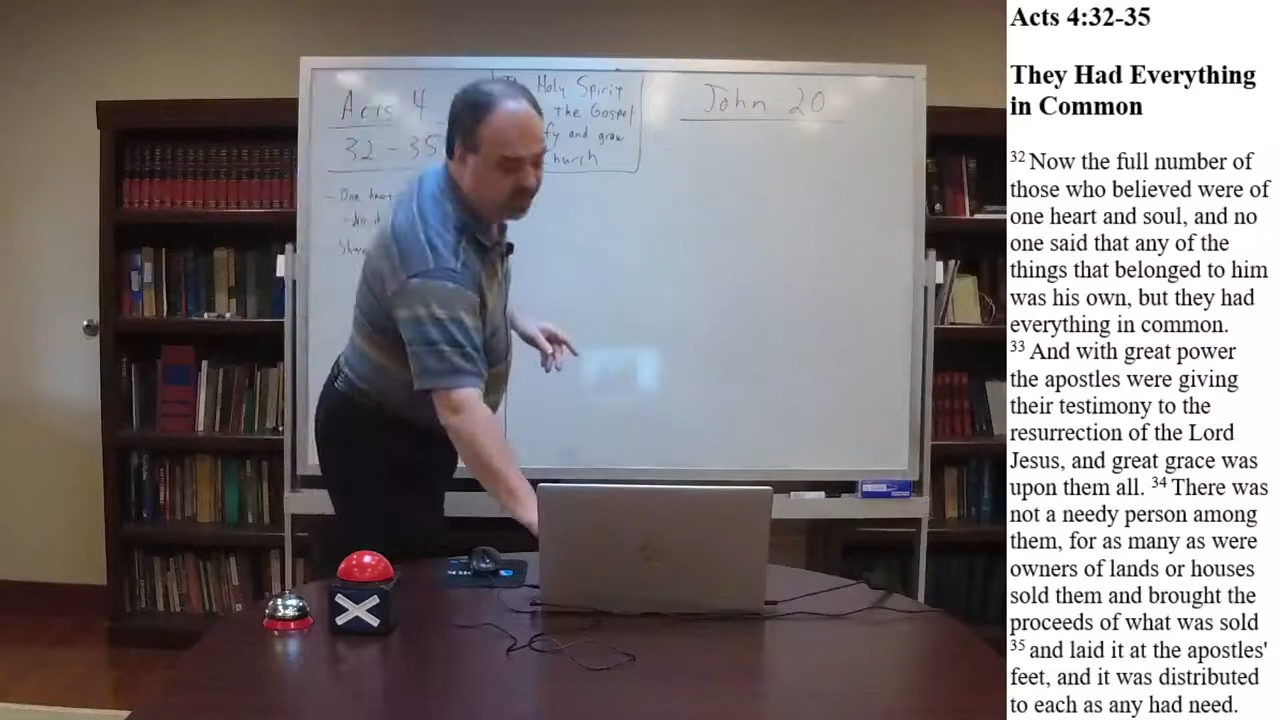 Acts 4
32 - 35
Holy Spirit
the Gospel
and grow
John 20
Acts 4:32-35
They Had Everything
in Common
32 Now the full number of
those who believed were of
one heart and soul, and no
one said that any of the
things that belonged to him
was his own, but they had
everything in common.
33 And with great power
the apostles were giving
their testimony to the
resurrection of the Lord
Jesus, and great grace was
upon them all. 34 There was
not a needy person among
them, for as many as were
owners of lands or houses
sold them and brought the
proceeds of what was sold
35 and laid it at the apostles'
feet, and it was distributed
to each as any had need.